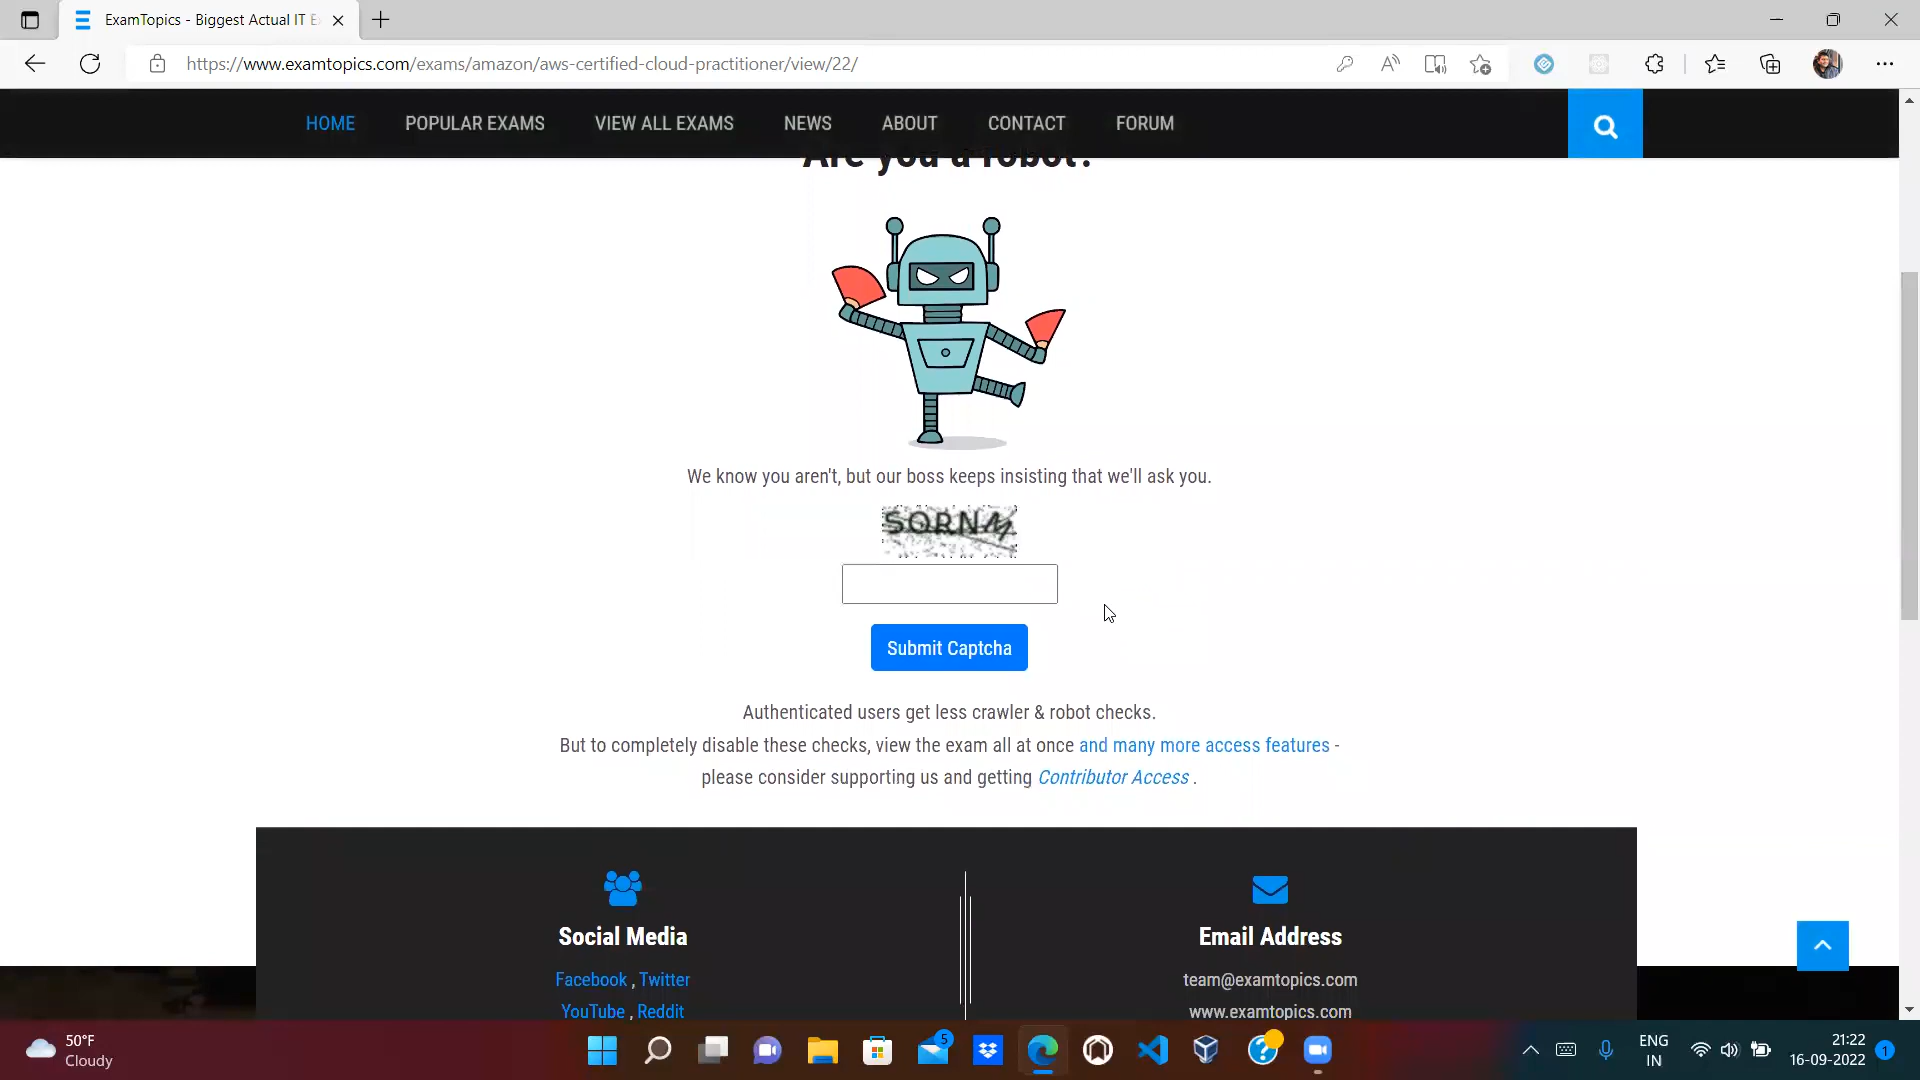 ExamTopics - Biggest Actual IT E
https://www.examtopics.com/exams/amazon/aws-certified-cloud-practitioner/view/22/
HOME POPULAR EXAMS VIEW ALL EXAMS NEWS ABOUT CONTACT FORUM
Are you a robot?
We know you aren't, but our boss keeps insisting that we'll ask you.
Submit Captcha
Authenticated users get less crawler & robot checks.
But to completely disable these checks, view the exam all at once and many more access features -
please consider supporting us and getting Contributor Access .
Social Media
Facebook , Twitter
YouTube , Reddit
Email Address
team@examtopics.com
www.examtopics.com
50°F
Cloudy
5
ENG
IN
21:22
16-09-2022
1